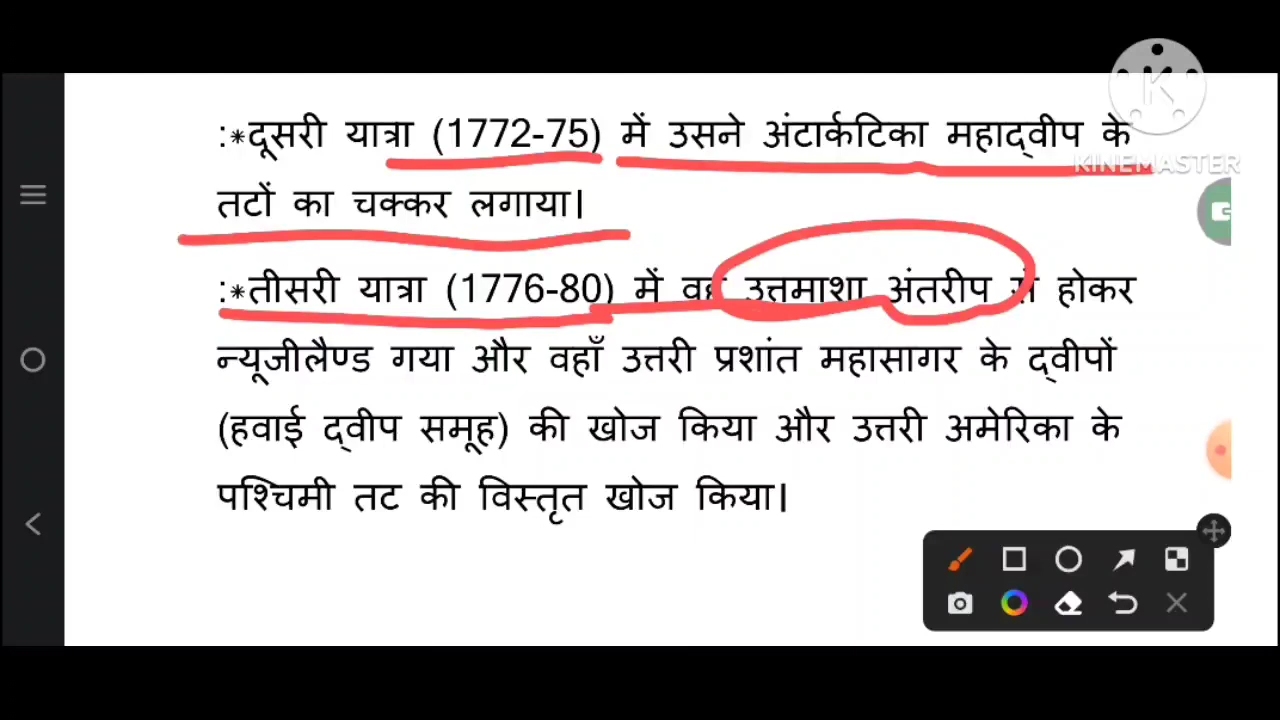 KINEMASTER
:*दूसरी यात्रा (1772-75) में उसने अंटार्कटिका महाद्वीप के
तटों का चक्कर लगाया।
:*तीसरी यात्रा (1776-80) में वह उत्तमाशा अंतरीप से होकर
न्यूजीलैण्ड गया और वहाँ उत्तरी प्रशांत महासागर के द्वीपों
(हवाई द्वीप समूह) की खोज किया और उत्तरी अमेरिका के
पश्चिमी तट की विस्तृत खोज किया।